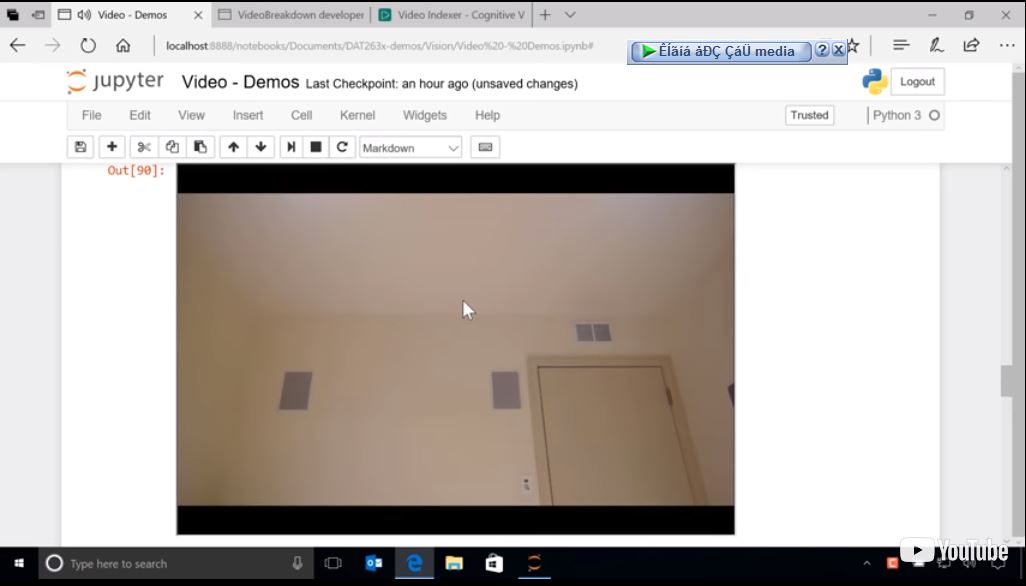 Video - Demos
VideoBreakdown developer
Video Indexer - Cognitive V
localhost:8888/notebooks/Documents/DAT263x-demos/Vision/Video%20-%20Demos.ipynb#
Êíãíá åÐÇ ÇáÜ media
jupyter Video - Demos Last Checkpoint: an hour ago (unsaved changes)
Logout
File Edit View Insert Cell Kernel Widgets Help
Trusted
Python 3
Markdown
Out[90]:
YouTube
Type here to search